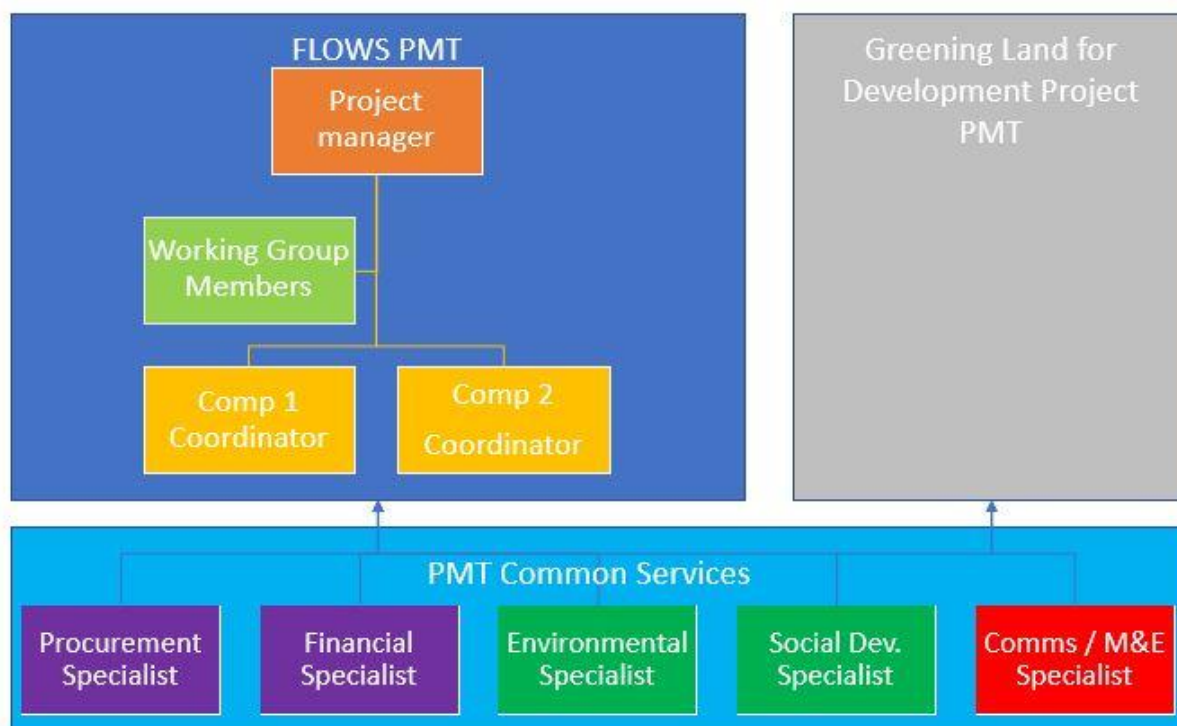 FLOWS PMT
Project
manager
Working Group
Members
Comp 1
Coordinator
Comp 2
Coordinator
Greening Land for
Development Project
PMT
PMT Common Services
Procurement
Specialist
Financial
Specialist
Environmental
Specialist
Social Dev.
Specialist
Comms / M&E
Specialist